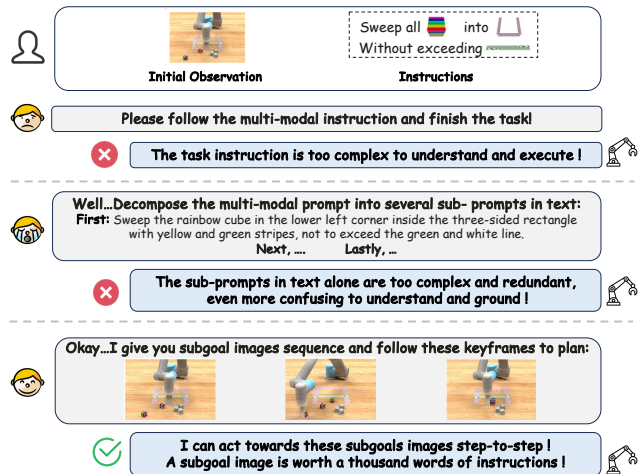 Sweep all into
Without exceeding
Initial Observation
Instructions
Please follow the multi-modal instruction and finish the task!
The task instruction is too complex to understand and execute !
Well...Decompose the multi-modal prompt into several sub- prompts in text:
First: Sweep the rainbow cube in the lower left corner inside the three-sided rectangle
with yellow and green stripes, not to exceed the green and white line.
Next, .... Lastly, ...
The sub-prompts in text alone are too complex and redundant,
even more confusing to understand and ground !
Okay...I give you subgoal images sequence and follow these keyframes to plan:
I can act towards these subgoals images step-to-step !
A subgoal image is worth a thousand words of instructions !